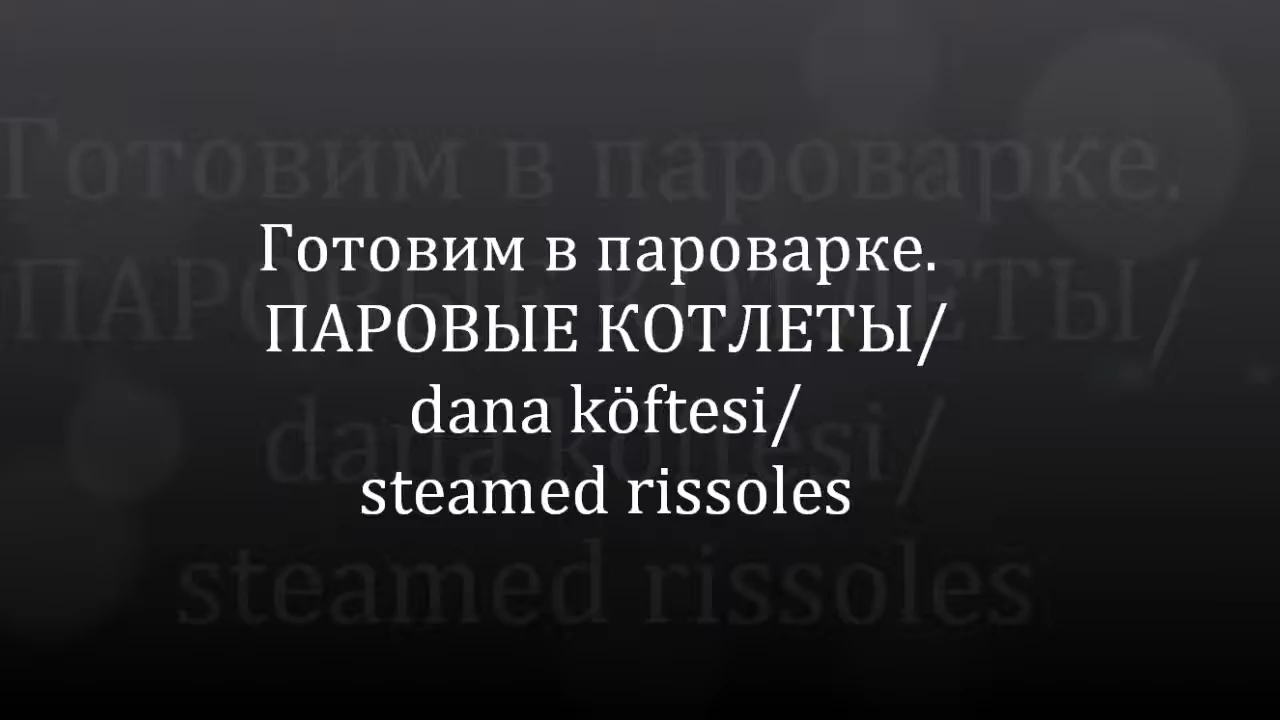 Готовим в пароварке.
ПАРОВЫЕ КОТЛЕТЫ/
dana köftesi/
steamed rissoles